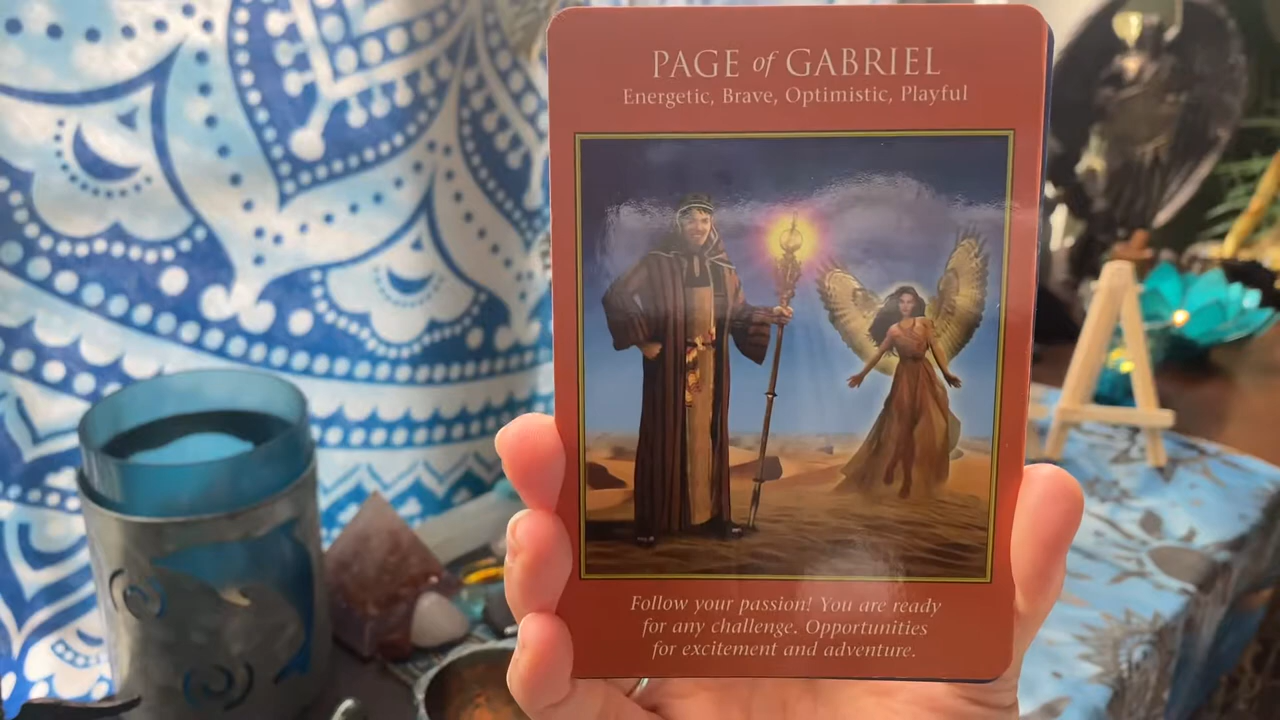 PAGE of GABRIEL
Energetic, Brave, Optimistic, Playful
Follow your passion! You are ready
for any challenge. Opportunities
for excitement and adventure.